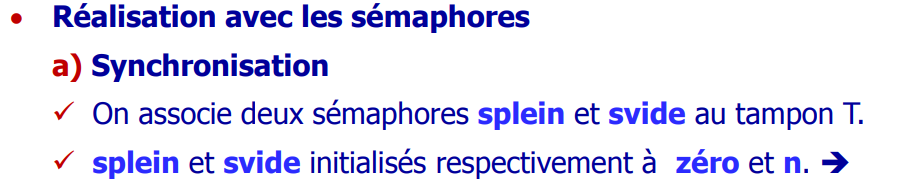 • Réalisation avec les sémaphores
a) Synchronisation
✓ On associe deux sémaphores splein et svide au tampon T.
✓ splein et svide initialisés respectivement à zéro et n. ➔